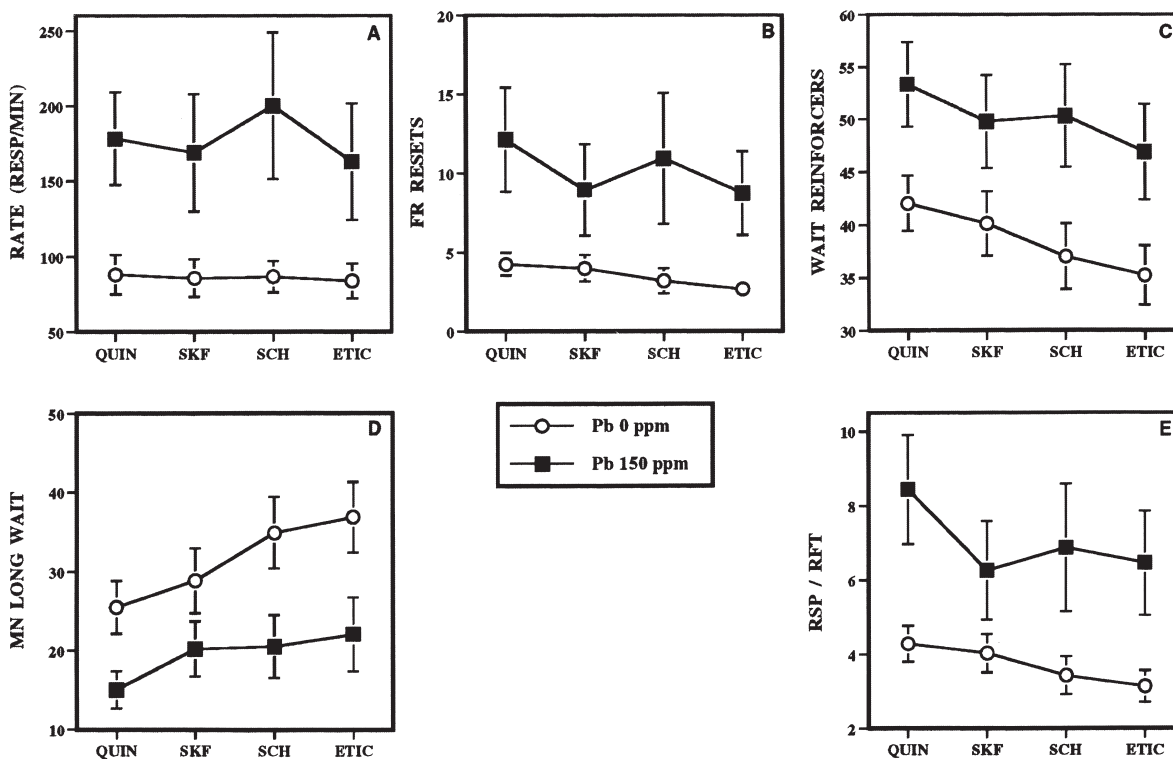 A
RATE (RESP/MIN)
250
200
150
100
50
QUIN SKF SCH ETIC
B
FR RESETS
20
15
10
5
0
QUIN SKF SCH ETIC
C
WAIT REINFORCERS
60
55
50
45
40
35
30
QUIN SKF SCH ETIC
D
MN LONG WAIT
50
40
30
20
10
QUIN SKF SCH ETIC
Pb 0 ppm
Pb 150 ppm
E
RSP / RFT
10
8
6
4
2
QUIN SKF SCH ETIC